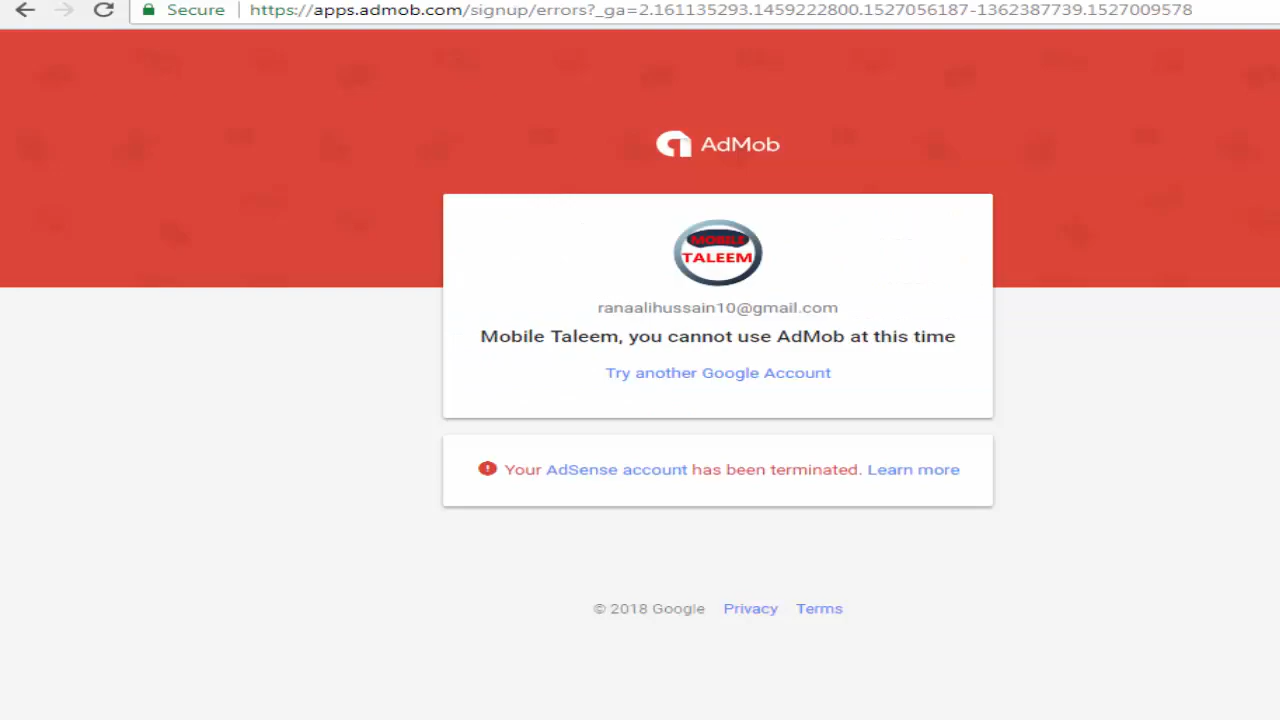 Secure | https://apps.admob.com/signup/errors?_ga=2.161135293.1459222800.1527056187-1362387739.1527009578
AdMob
MOBILE
TALEEM
ranaalihussain10@gmail.com
Mobile Taleem, you cannot use AdMob at this time
Try another Google Account
Your AdSense account has been terminated. Learn more
© 2018 Google Privacy Terms